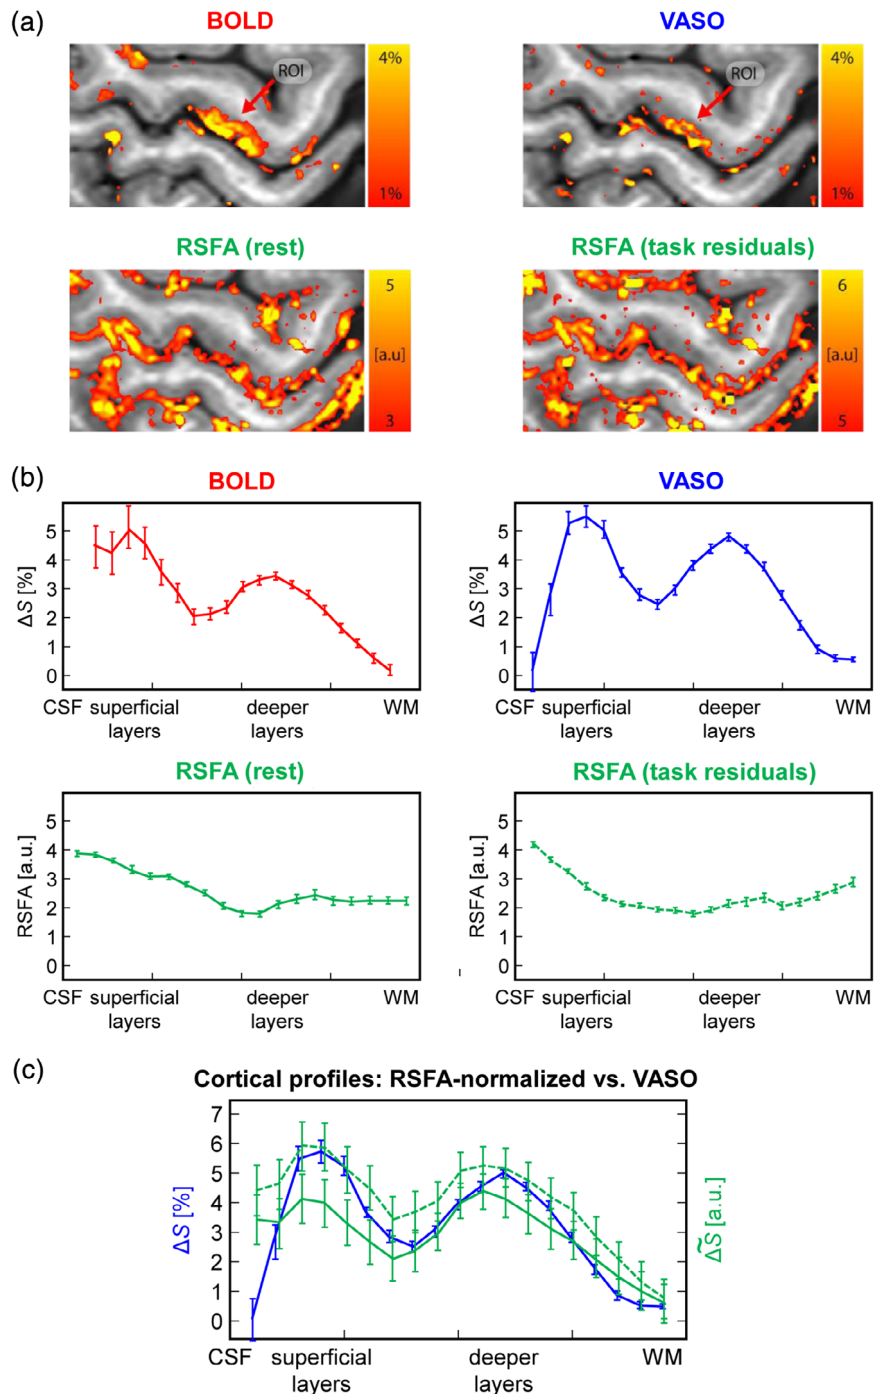 (a)
BOLD
VASO
ROI
4%
1%
ROI
4%
1%
RSFA (rest)
RSFA (task residuals)
5
[a.u]
3
6
[a.u]
5
(b)
BOLD
VASO
ΔS [%]
5
4
3
2
1
0
CSF superficial layers
deeper layers
WM
ΔS [%]
5
4
3
2
1
0
CSF superficial layers
deeper layers
WM
RSFA (rest)
RSFA (task residuals)
RSFA [a.u.]
5
4
3
2
1
0
CSF superficial layers
deeper layers
WM
RSFA [a.u.]
5
4
3
2
1
0
CSF superficial layers
deeper layers
WM
(c)
Cortical profiles: RSFA-normalized vs. VASO
ΔS [%]
7
6
5
4
3
2
1
0
ΔS̃ [a.u.]
CSF
superficial layers
deeper layers
WM